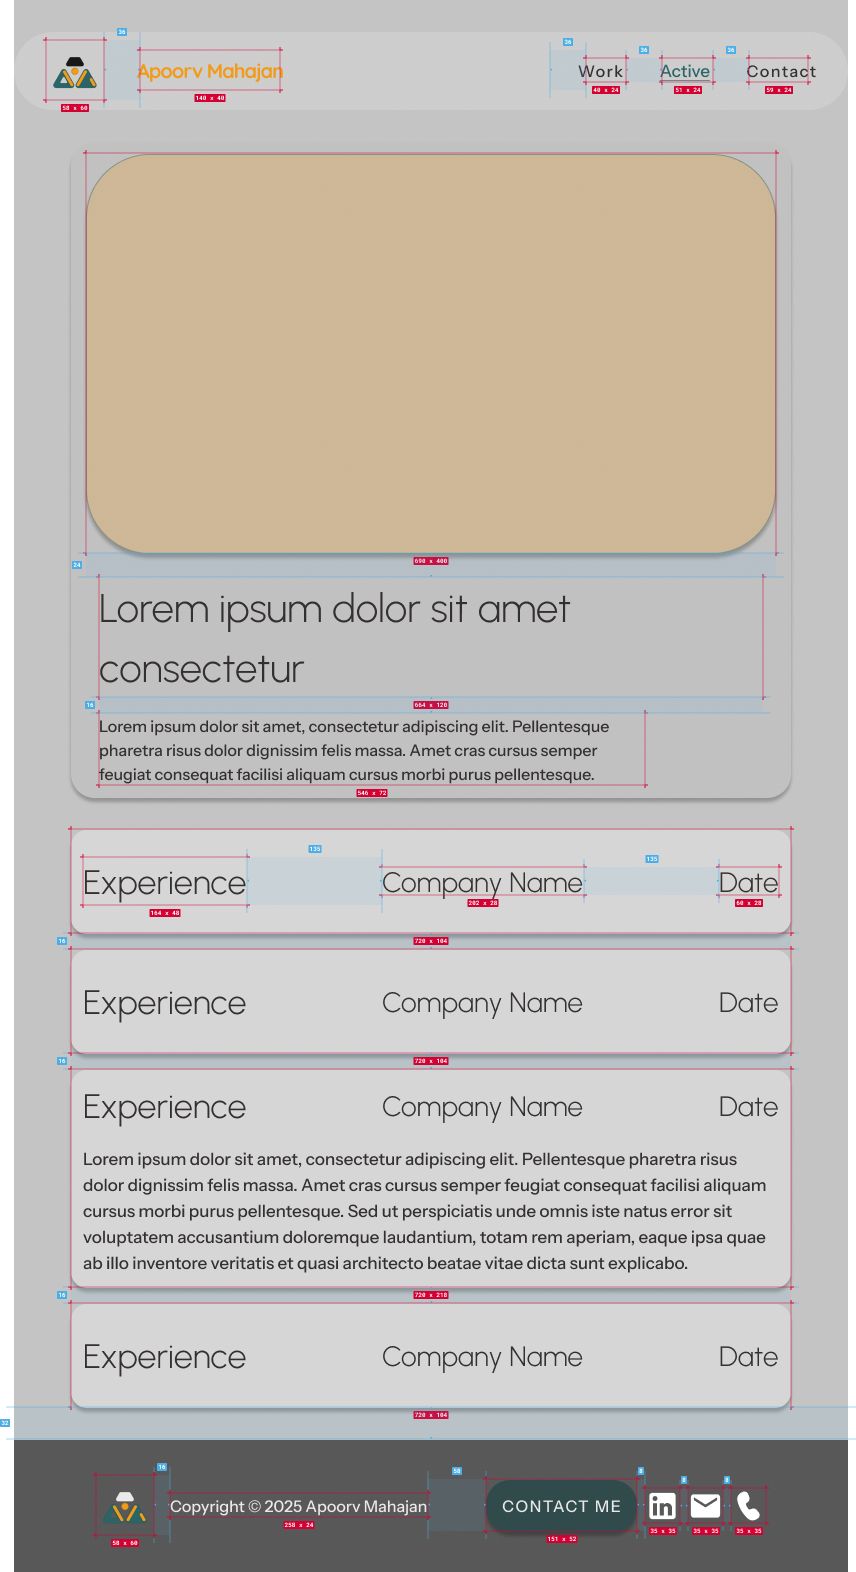 36
36
36
36
Apoorv Mahajan
Work
Active
Contact
58 x 60
140 x 40
40 x 24
51 x 24
59 x 24
690 x 400
24
Lorem ipsum dolor sit amet
consectetur
16
664 x 120
Lorem ipsum dolor sit amet, consectetur adipiscing elit. Pellentesque
pharetra risus dolor dignissim felis massa. Amet cras cursus semper
feugiat consequat facilisi aliquam cursus morbi purus pellentesque.
546 x 72
135
135
Experience
Company Name
Date
164 x 48
202 x 28
60 x 28
16
720 x 104
Experience
Company Name
Date
16
720 x 104
Experience
Company Name
Date
Lorem ipsum dolor sit amet, consectetur adipiscing elit. Pellentesque pharetra risus
dolor dignissim felis massa. Amet cras cursus semper feugiat consequat facilisi aliquam
cursus morbi purus pellentesque. Sed ut perspiciatis unde omnis iste natus error sit
voluptatem accusantium doloremque laudantium, totam rem aperiam, eaque ipsa quae
ab illo inventore veritatis et quasi architecto beatae vitae dicta sunt explicabo.
16
720 x 218
Experience
Company Name
Date
720 x 104
32
16
58
8
8
8
Copyright © 2025 Apoorv Mahajan
CONTACT ME
in
58 x 60
258 x 24
151 x 52
35 x 35
35 x 35
35 x 35